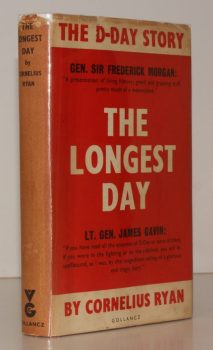 THE
LONGEST
DAY
by
CORNELIUS
RYAN
VG
GOLLANCZ
THE D-DAY STORY
GEN. SIR FREDERICK MORGAN:
THE
LONGEST
DAY
LT. GEN. JAMES GAVIN:
BY CORNELIUS RYAN
GOLLANCZ